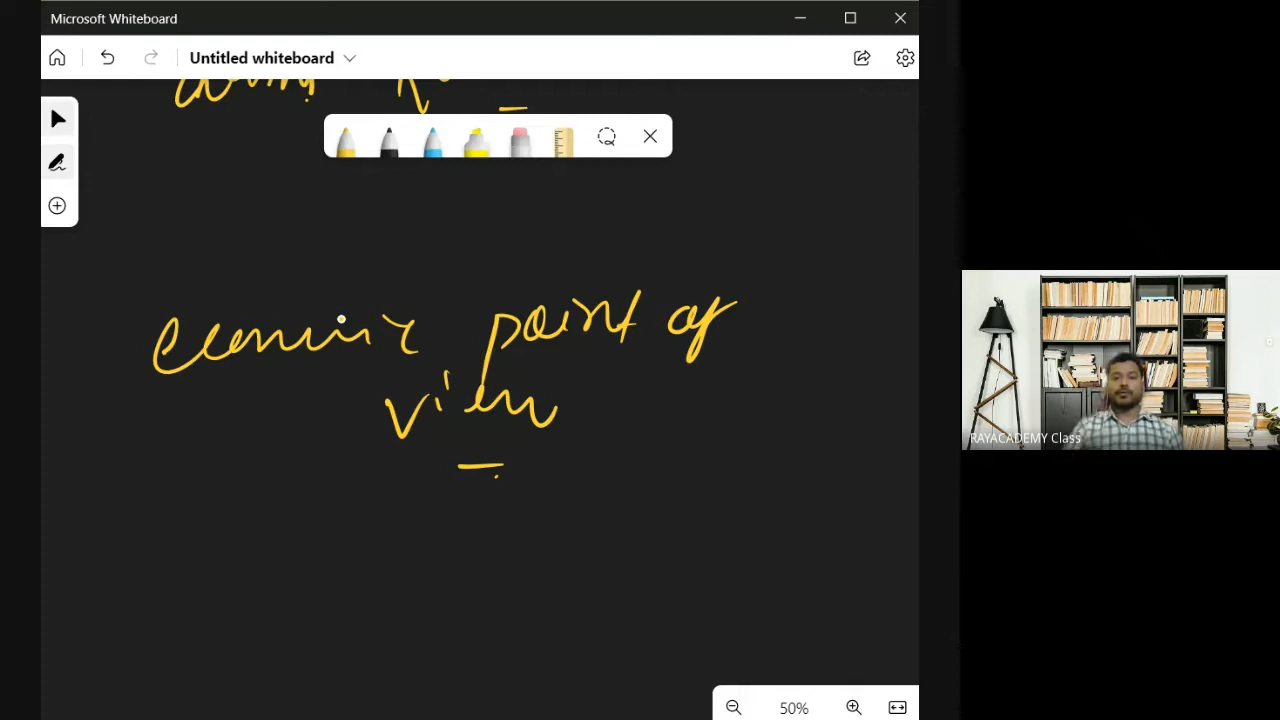 Microsoft Whiteboard
Untitled whiteboard
economic point of
view
RAYACADEMY Class
50%